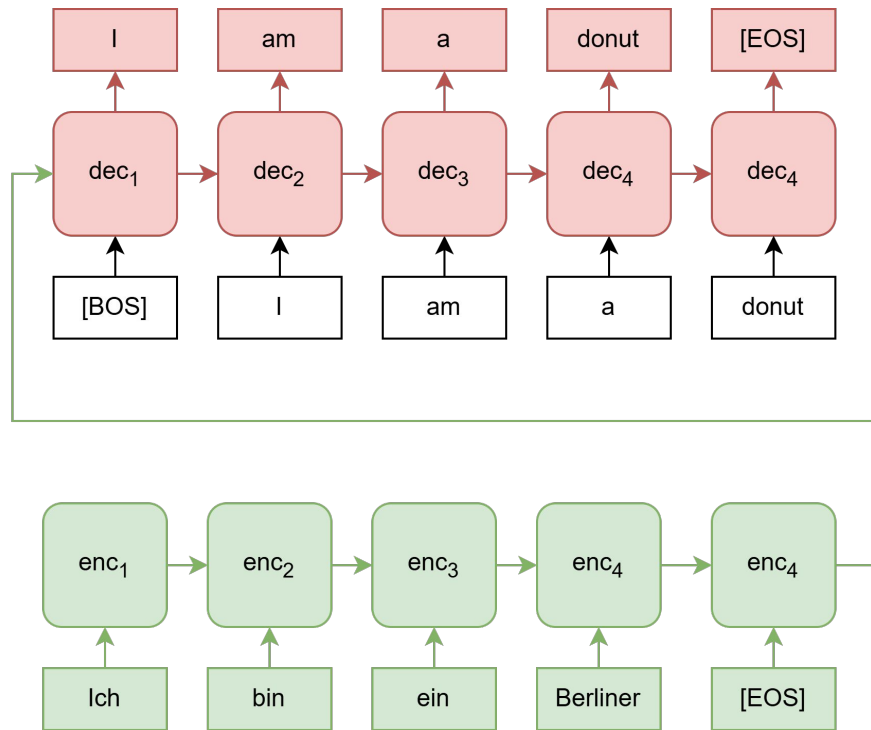 I am a donut [EOS]
dec₁ dec₂ dec₃ dec₄ dec₄
[BOS] I am a donut
enc₁ enc₂ enc₃ enc₄ enc₄
Ich bin ein Berliner [EOS]